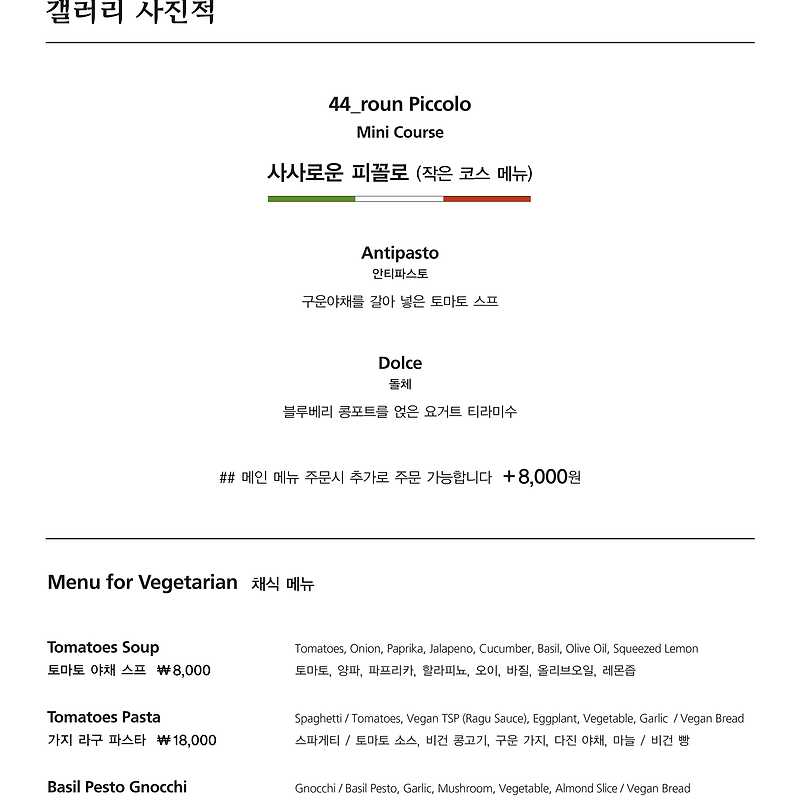 갤러리 사진적
44_roun Piccolo
Mini Course
사사로운 피꼴로 (작은 코스 메뉴)
Antipasto
안티파스토
구운야채를 갈아 넣은 토마토 스프
Dolce
돌체
블루베리 콩포트를 얹은 요거트 티라미수
## 메인 메뉴 주문시 추가로 주문 가능합니다 +8,000원
Menu for Vegetarian 채식 메뉴
Tomatoes Soup
토마토 야채 스프 ₩8,000
Tomatoes, Onion, Paprika, Jalapeno, Cucumber, Basil, Olive Oil, Squeezed Lemon
토마토, 양파, 파프리카, 할라피뇨, 오이, 바질, 올리브오일, 레몬즙
Tomatoes Pasta
가지 라구 파스타 ₩18,000
Spaghetti / Tomatoes, Vegan TSP (Ragu Sauce), Eggplant, Vegetable, Garlic / Vegan Bread
스파게티 / 토마토 소스, 비건 콩고기, 구운 가지, 다진 야채, 마늘 / 비건 빵
Basil Pesto Gnocchi
Gnocchi / Basil Pesto, Garlic, Mushroom, Vegetable, Almond Slice / Vegan Bread